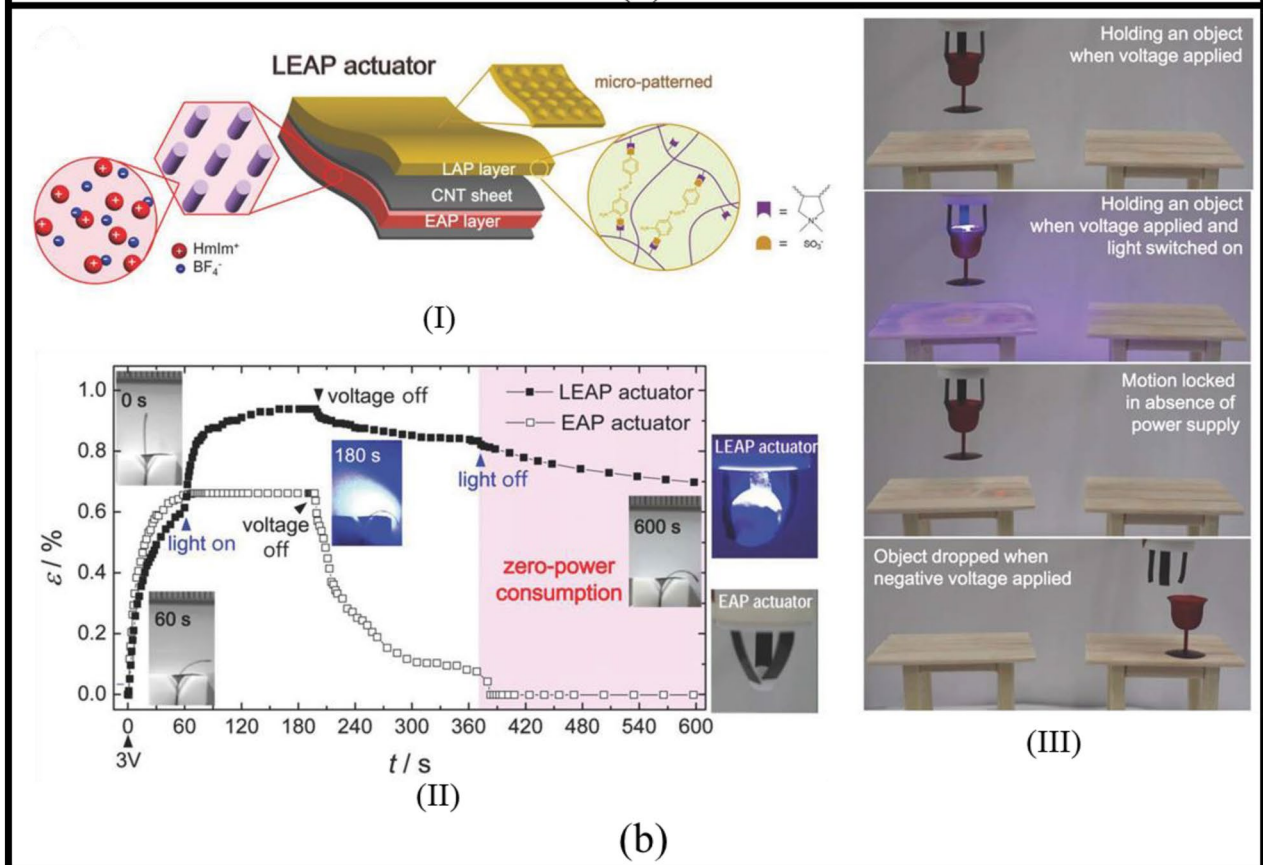 LEAP actuator
micro-patterned
LAP layer
CNT sheet
EAP layer
HmIm⁺
BF₄⁻
= N⁺
= SO₃⁻
(I)
ε / %
1.0
0.8
0.6
0.4
0.2
0.0
0 60 120 180 240 300 360 420 480 540 600
3V
t / s
0 s
60 s
180 s
600 s
voltage off
LEAP actuator
EAP actuator
light on
voltage
off
light off
zero-power
consumption
LEAP actuator
EAP actuator
(II)
Holding an object
when voltage applied
Holding an object
when voltage applied and
light switched on
Motion locked
in absence of
power supply
Object dropped when
negative voltage applied
(III)
(b)